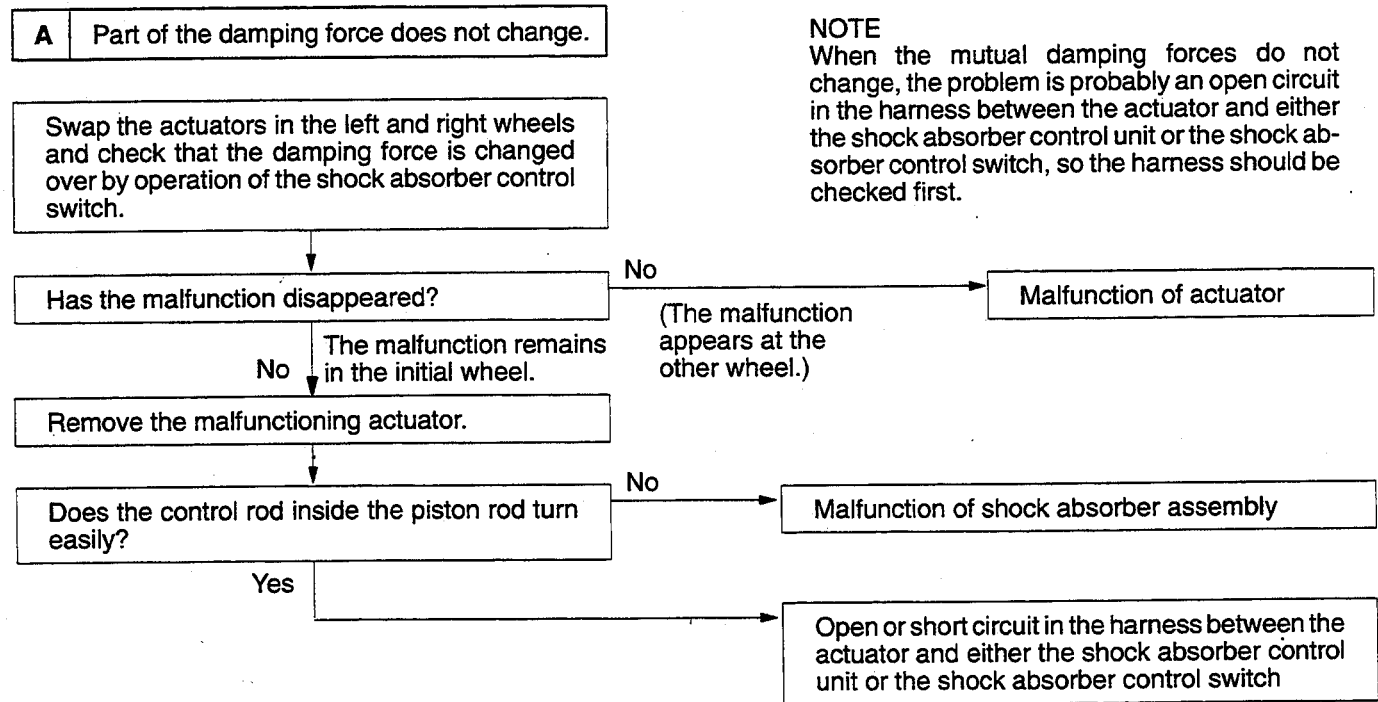 A Part of the damping force does not change.
NOTE
When the mutual damping forces do not
change, the problem is probably an open circuit
in the harness between the actuator and either
the shock absorber control unit or the shock ab-
sorber control switch, so the harness should be
checked first.
Swap the actuators in the left and right wheels
and check that the damping force is changed
over by operation of the shock absorber control
switch.
Has the malfunction disappeared?
No
(The malfunction
appears at the
other wheel.)
Malfunction of actuator
No
The malfunction remains
in the initial wheel.
Remove the malfunctioning actuator.
Does the control rod inside the piston rod turn
easily?
No
Malfunction of shock absorber assembly
Yes
Open or short circuit in the harness between the
actuator and either the shock absorber control
unit or the shock absorber control switch